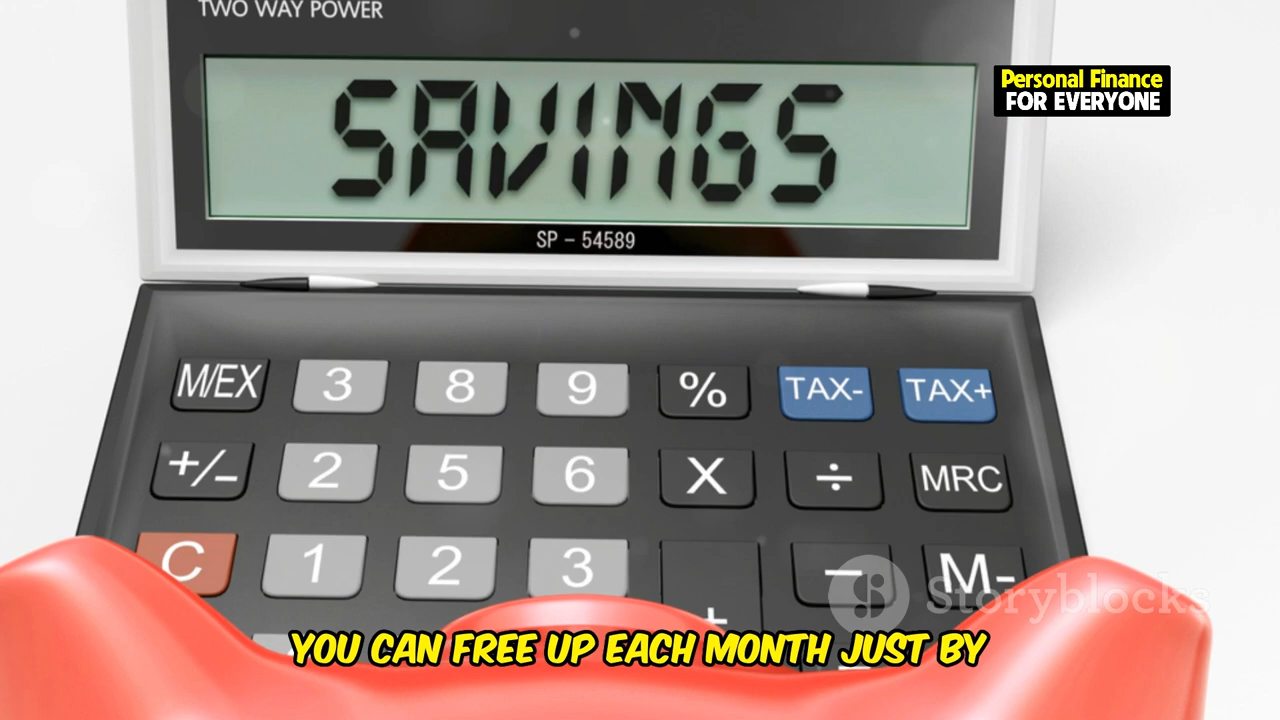 TWO WAY POWER
SAVINGS
Personal Finance
FOR EVERYONE
SP - 54589
M/EX 3 8 9 % TAX- TAX+
+/- 2 5 6 X ÷ MRC
C 1 2 3 - M-
+
Storyblocks
YOU CAN FREE UP EACH MONTH JUST BY